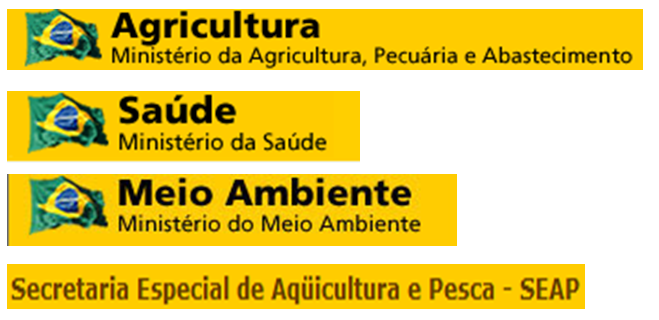 Agricultura
Ministério da Agricultura, Pecuária e Abastecimento
Saúde
Ministério da Saúde
Meio Ambiente
Ministério do Meio Ambiente
Secretaria Especial de Aqüicultura e Pesca - SEAP